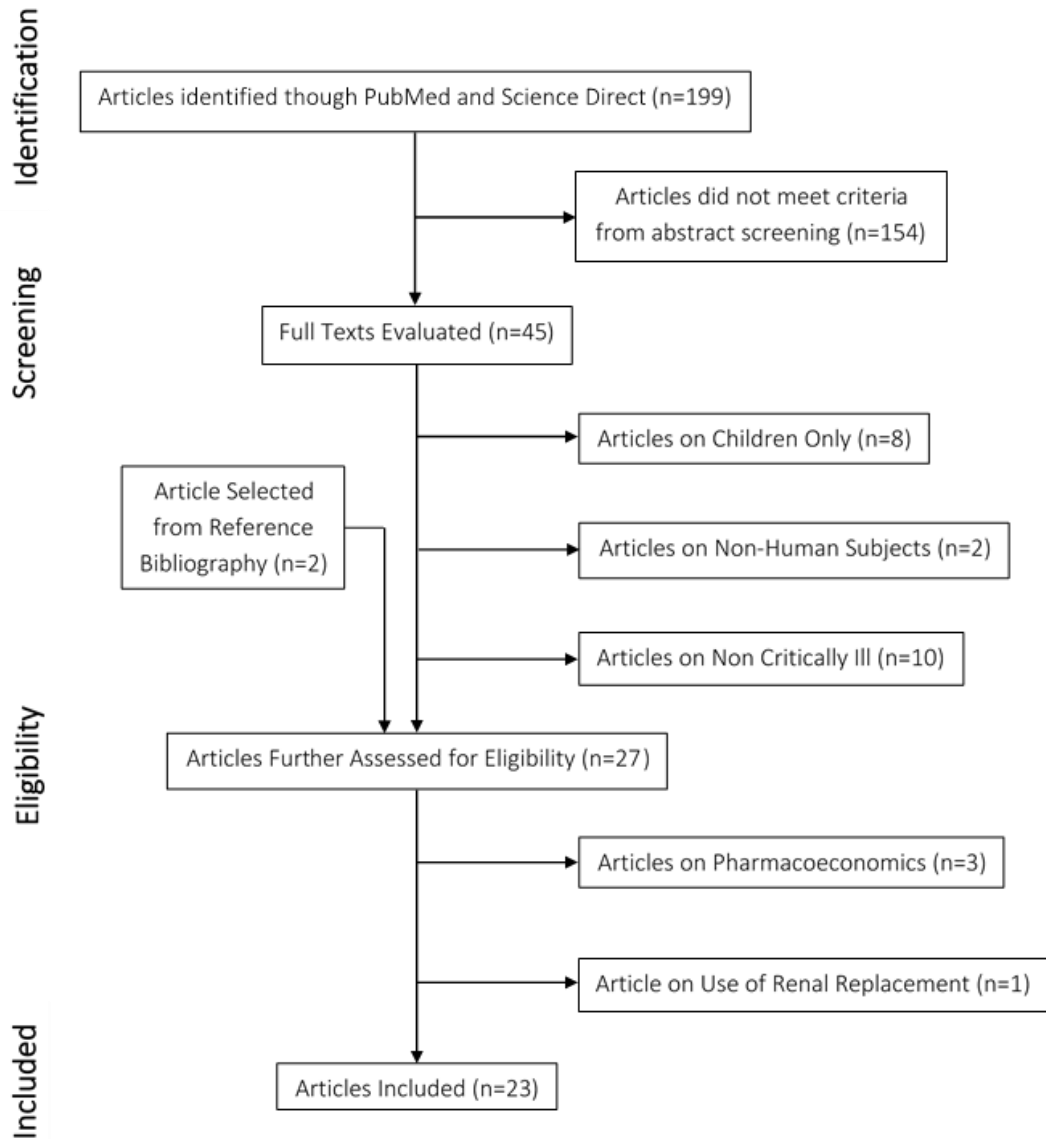 Identification
Articles identified though PubMed and Science Direct (n=199)
Articles did not meet criteria
from abstract screening (n=154)
Screening
Full Texts Evaluated (n=45)
Articles on Children Only (n=8)
Article Selected
from Reference
Bibliography (n=2)
Articles on Non-Human Subjects (n=2)
Articles on Non Critically Ill (n=10)
Eligibility
Articles Further Assessed for Eligibility (n=27)
Articles on Pharmacoeconomics (n=3)
Article on Use of Renal Replacement (n=1)
Included
Articles Included (n=23)